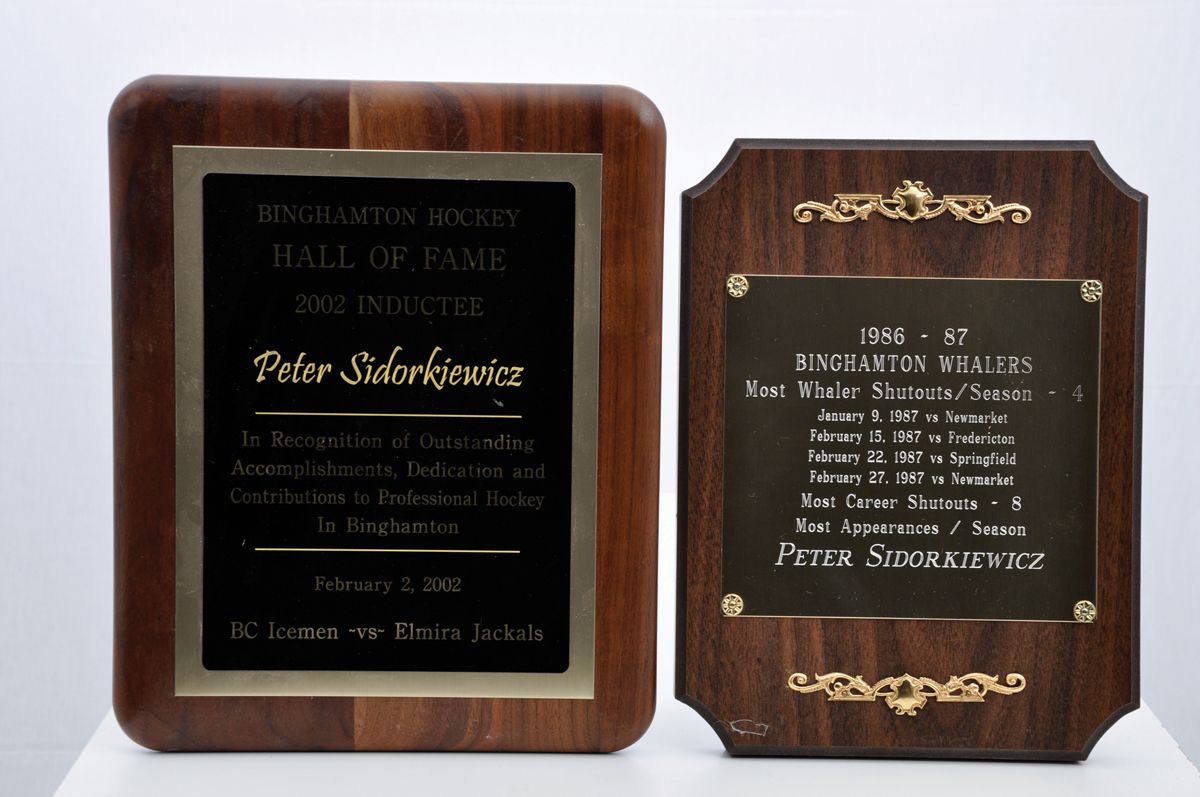 BINGHAMTON HOCKEY
HALL OF FAME
2002 INDUCTEE
Peter Sidorkiewicz
In Recognition of Outstanding
Accomplishments, Dedication and
Contributions to Professional Hockey
In Binghamton
February 2, 2002
BC Icemen ~vs~ Elmira Jackals
1986 - 87
BINGHAMTON WHALERS
Most Whaler Shutouts/Season - 4
January 9, 1987 vs Newmarket
February 15, 1987 vs Fredericton
February 22, 1987 vs Springfield
February 27, 1987 vs Newmarket
Most Career Shutouts - 8
Most Appearances / Season
PETER SIDORKIEWICZ